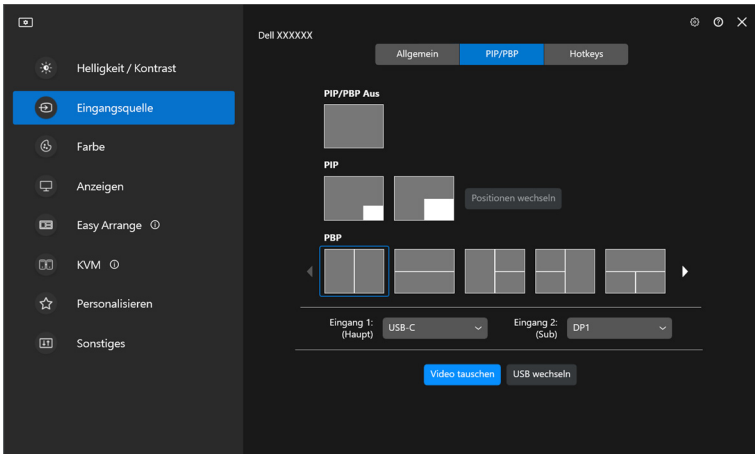 Dell XXXXXX
Allgemein PIP/PBP Hotkeys
Helligkeit / Kontrast
Eingangsquelle
Farbe
Anzeigen
Easy Arrange
KVM
Personalisieren
Sonstiges
PIP/PBP Aus
PIP
Positionen wechseln
PBP
Eingang 1:
(Haupt)
USB-C
Eingang 2:
(Sub)
DP1
Video tauschen USB wechseln